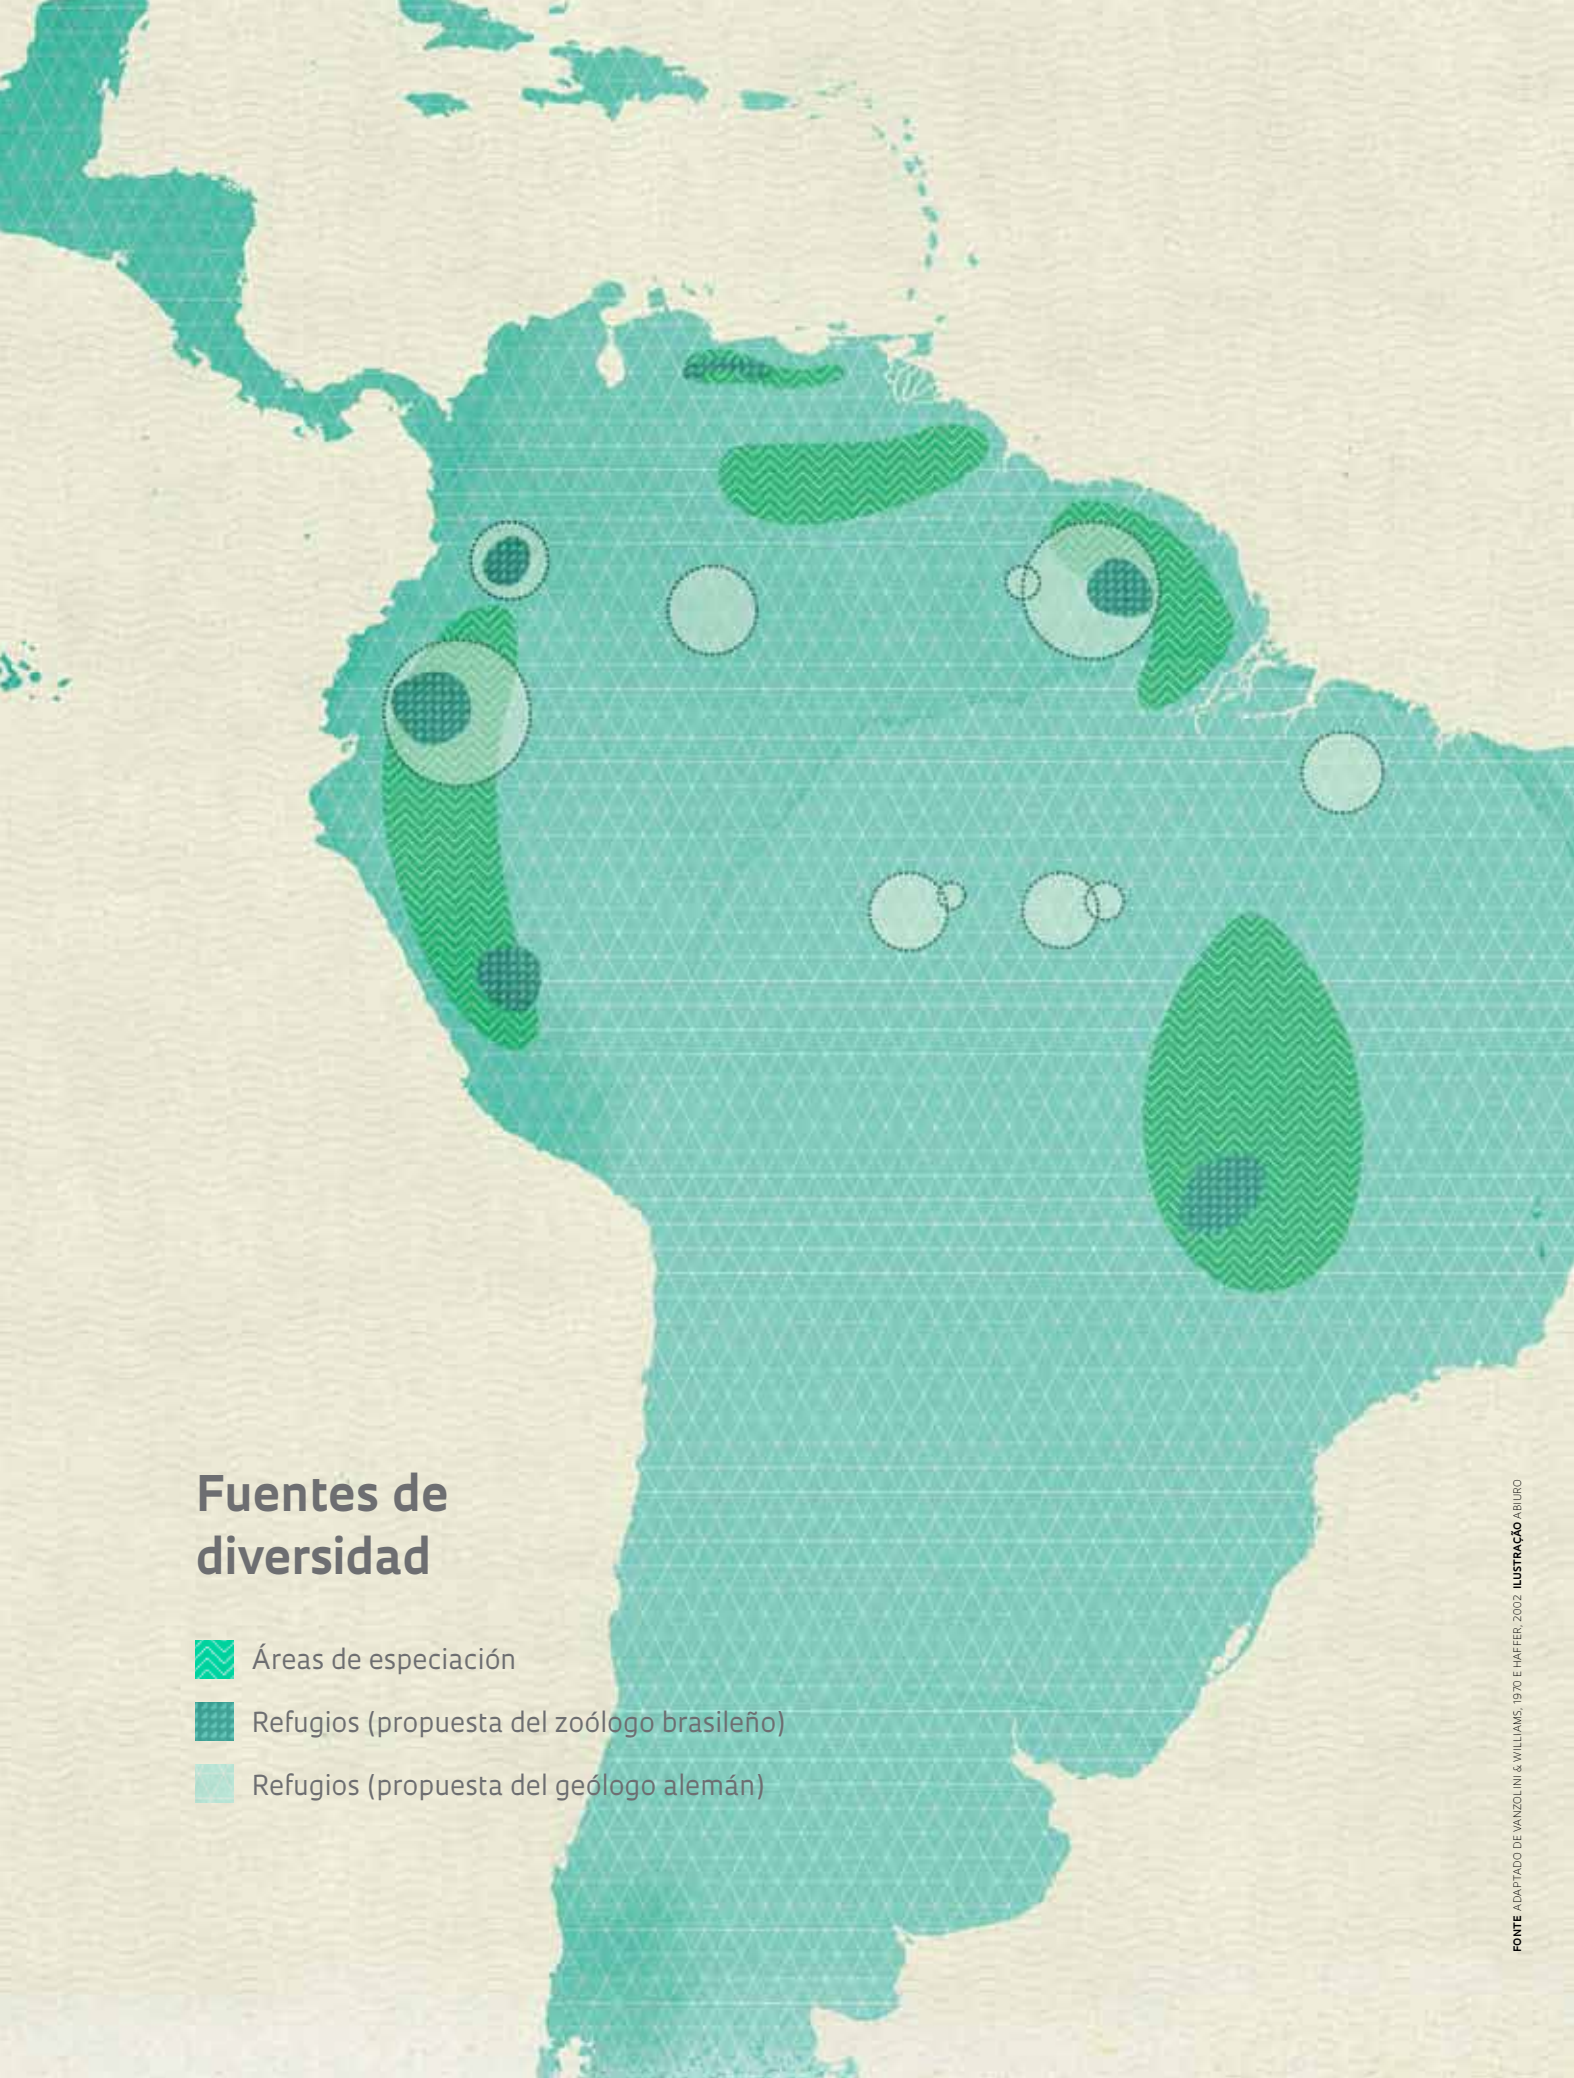 Fuentes de
diversidad
Áreas de especiación
Refugios (propuesta del zoólogo brasileño)
Refugios (propuesta del geólogo alemán)
FONTE ADAPTADO DE VANZOLINI & WILLIAMS, 1970 E HAFFER, 2002 ILUSTRAÇÃO ABIURO